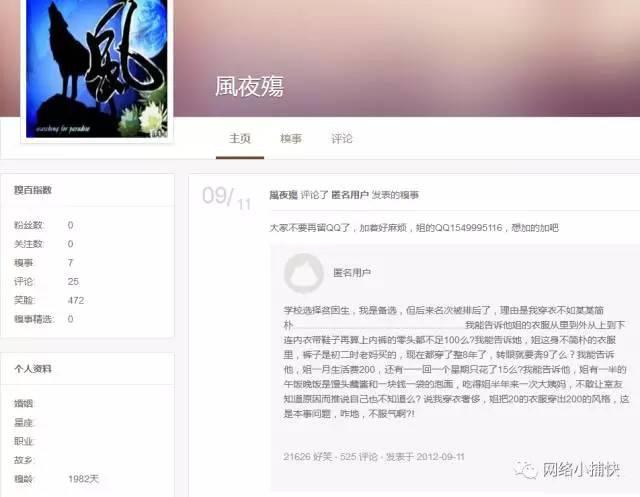 風
searching for paradise
風夜殤
主页 糗事 评论
糗百指数
粉丝数: 0
关注数: 0
糗事: 7
评论: 25
笑脸: 472
糗事精选: 0
个人资料
婚姻:
星座:
职业:
故乡:
糗龄: 1982天
09/11
風夜殤 评论了 匿名用户 发表的糗事
大家不要再留QQ了，加着好麻烦，姐的QQ1549995116，想加的加吧
匿名用户
学校选择贫困生，我是备选，但后来名次被排后了，理由是我穿衣不如某某简
朴............................................................我能告诉他姐的衣服从里到外从上到下
连内衣带鞋子再算上内裤的零头都不足100么?我能告诉她，姐这身不简朴的衣服
里，裤子是初二时老妈买的，现在都穿了整8年了，转眼就要奔9了么？我能告诉
他，姐一月生活费200，还有一一回一个星期只花了15么?我能告诉他，姐有一半的
午饭晚饭是馒头蘸酱和一块钱一袋的泡面，吃得姐半年来一次大姨妈，不敢让室友
知道原因而推说自己也不知道么? 说我穿衣奢侈，姐把20的衣服穿出200的风格，这
是本事问题，咋地，不服气啊?!
21626 好笑 · 525 评论 · 发表于 2012-09-11
网络小捕快